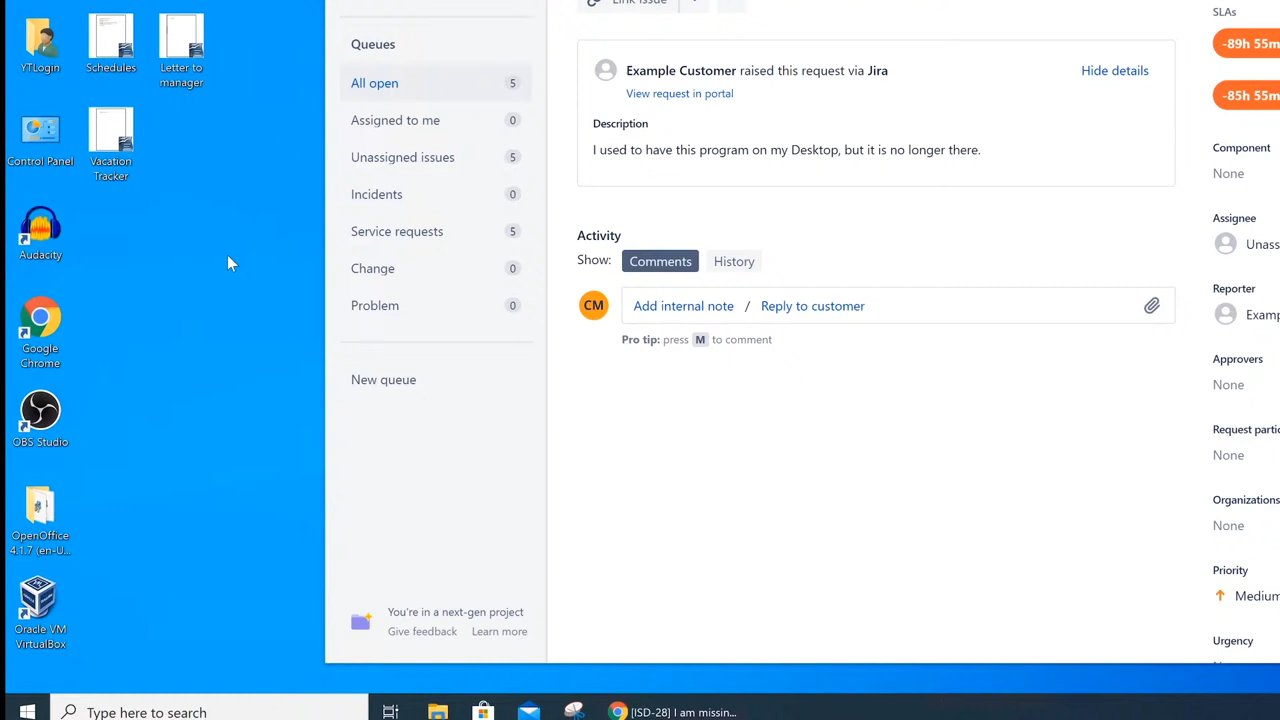 YTLogin
Schedules
Letter to
manager
Control Panel
Vacation
Tracker
Audacity
Google
Chrome
OBS Studio
OpenOffice
4.1.7 (en-U...
Oracle VM
VirtualBox
Queues
All open 5
Assigned to me 0
Unassigned issues 5
Incidents 0
Service requests 5
Change 0
Problem 0
New queue
You're in a next-gen project
Give feedback Learn more
Link issue
Example Customer raised this request via Jira
Hide details
View request in portal
Description
I used to have this program on my Desktop, but it is no longer there.
Activity
Show: Comments History
CM Add internal note / Reply to customer
Pro tip: press M to comment
SLAs
-89h 55m
-85h 55m
Component
None
Assignee
Unass
Reporter
Examp
Approvers
None
Request partic
None
Organizations
None
Priority
Medium
Urgency
Type here to search
[ISD-28] I am missin...